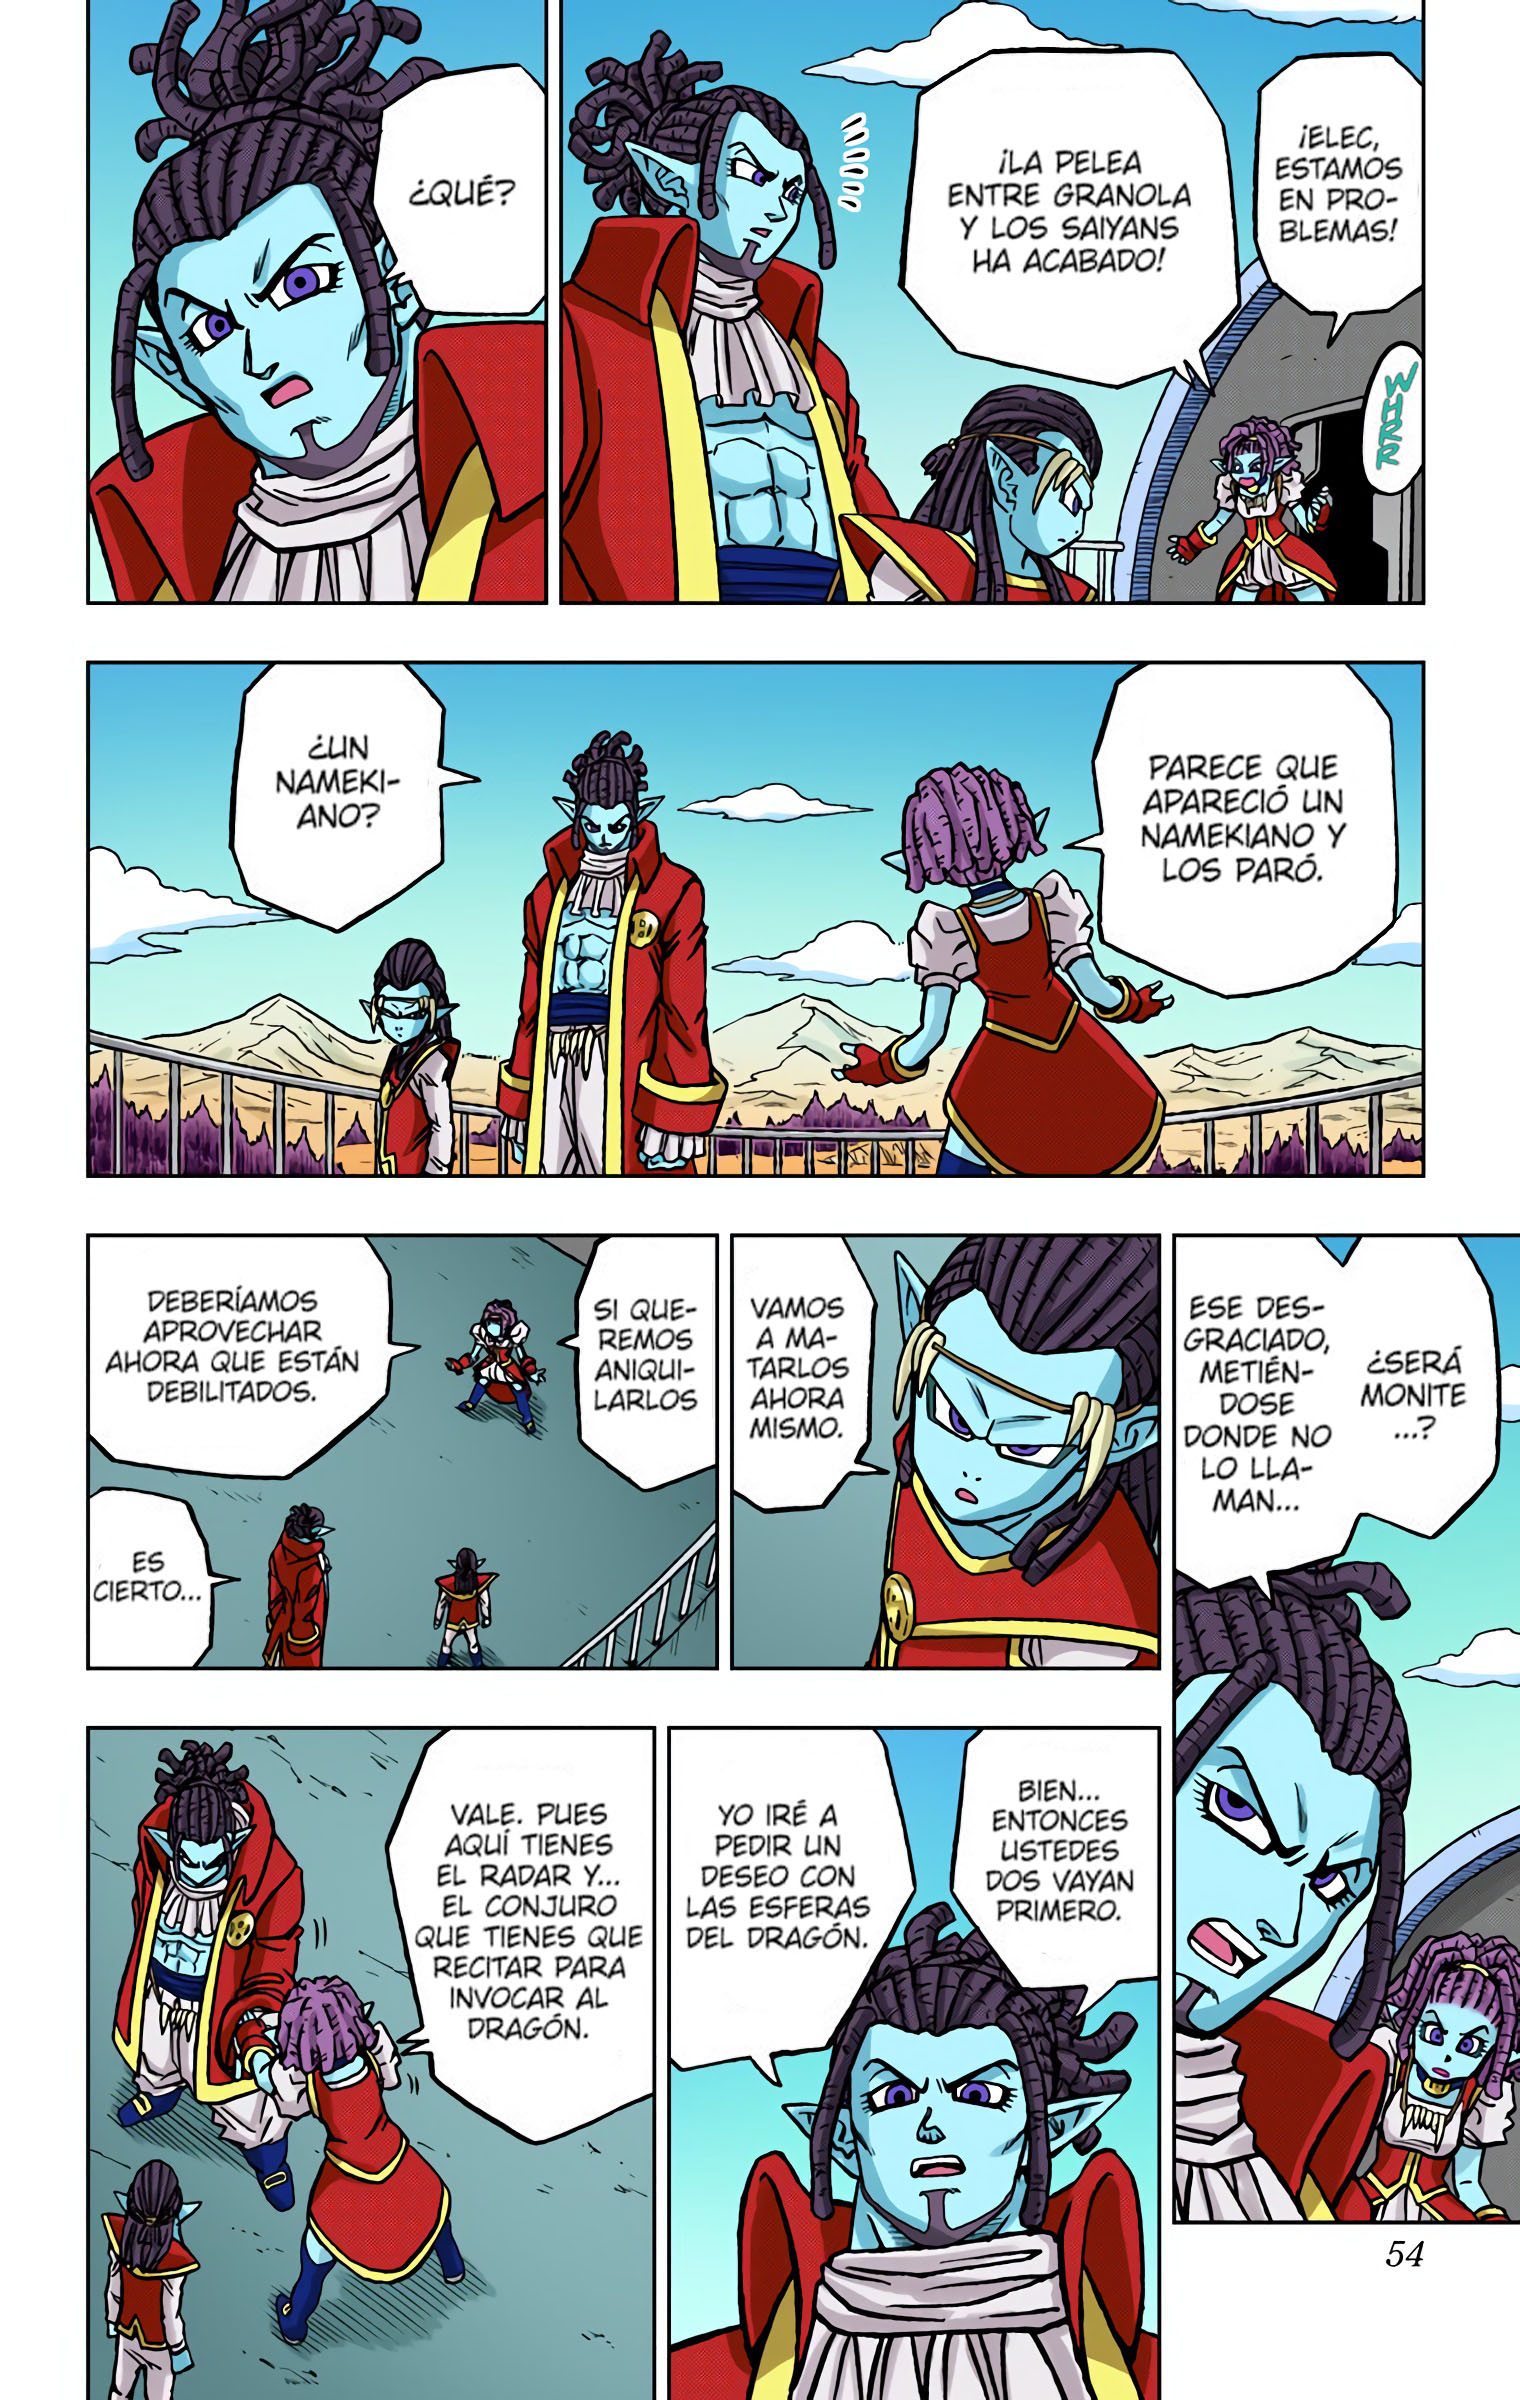 ¡ELEC,
ESTAMOS
EN PRO-
BLEMAS!
WHRR
¡LA PELEA
ENTRE GRANOLA
Y LOS SAIYANS
HA ACABADO!
¿QUÉ?
PARECE QUE
APARECIÓ UN
NAMEKIANO Y
LOS PARÓ.
¿UN
NAMEKI-
ANO?
¿SERÁ
MONITE
...?
ESE DES-
GRACIADO,
METIÉN-
DOSE
DONDE NO
LO LLA-
MAN...
VAMOS
A MA-
TARLOS
AHORA
MISMO.
SI QUE-
REMOS
ANIQUI-
LARLOS
DEBERÍAMOS
APROVECHAR
AHORA QUE ESTÁN
DEBILITADOS.
ES
CIERTO...
BIEN...
ENTONCES
USTEDES
DOS VAYAN
PRIMERO.
YO IRÉ A
PEDIR UN
DESEO CON
LAS ESFERAS
DEL DRAGÓN.
VALE. PUES
AQUÍ TIENES
EL RADAR Y...
EL CONJURO
QUE TIENES QUE
RECITAR PARA
INVOCAR AL
DRAGÓN.
54